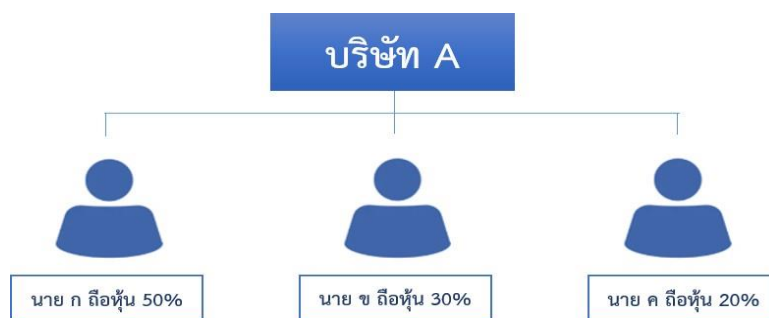 บริษัท A
นาย ก ถือหุ้น 50%
นาย ข ถือหุ้น 30%
นาย ค ถือหุ้น 20%